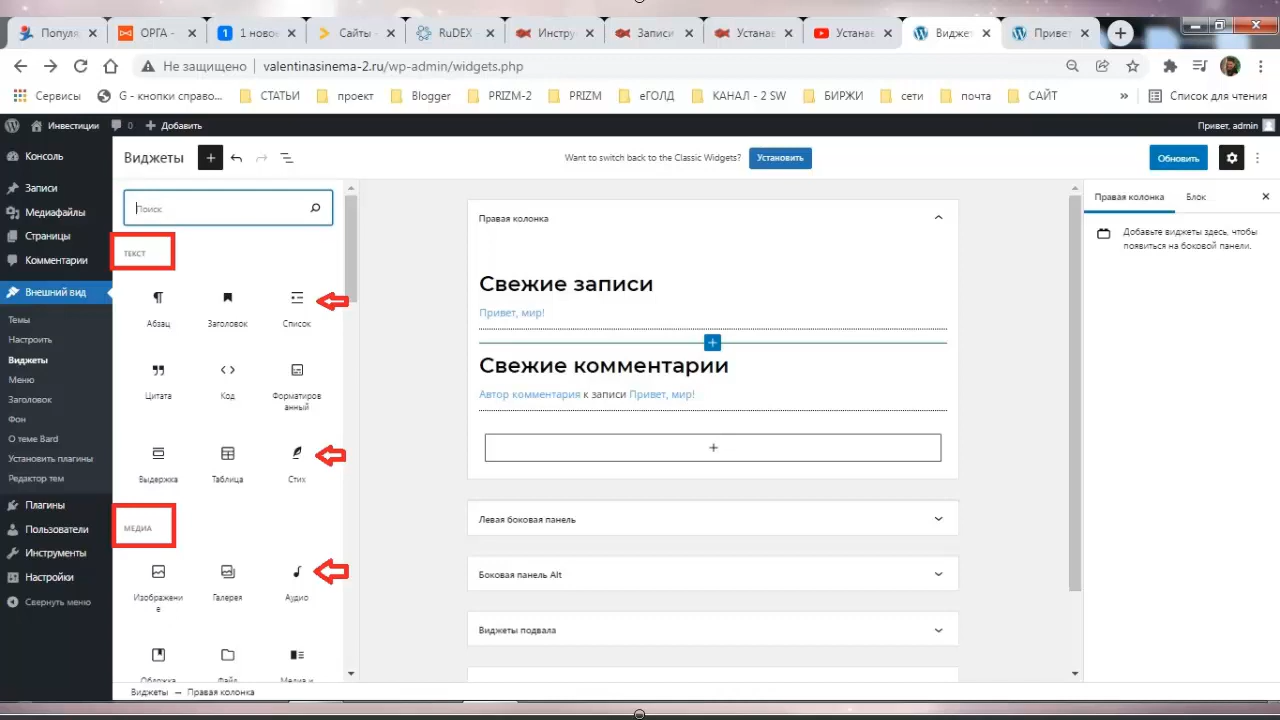 Популя
ОРГА -
1 новое
Сайты -
RuDEX
Инстру
Записи
Устана
Устана
Виджет
Привет
Не защищено
valentinasinema-2.ru/wp-admin/widgets.php
Сервисы
G - кнопки справо...
СТАТЬИ
проект
Blogger
PRIZM-2
PRIZM
еГОЛД
КАНАЛ - 2 SW
БИРЖИ
сети
почта
САЙТ
»
Список для чтения
Инвестиции
0
Добавить
Привет, admin
Консоль
Записи
Медиафайлы
Страницы
Комментарии
Внешний вид
Темы
Настроить
Виджеты
Меню
Заголовок
Фон
О теме Bard
Установить плагины
Редактор тем
Плагины
Пользователи
Инструменты
Настройки
Свернуть меню
Виджеты
Want to switch back to the Classic Widgets?
Установить
Обновить
Поиск
ТЕКСТ
Абзац
Заголовок
Список
Цитата
Код
Форматиров
анный
Выдержка
Таблица
Стих
МЕДИА
Изображени
е
Галерея
Аудио
Обложка
Файл
Медиа и
Правая колонка
Свежие записи
Привет, мир!
Свежие комментарии
Автор комментария к записи Привет, мир!
Левая боковая панель
Боковая панель Alt
Виджеты подвала
Правая колонка
Блок
Добавьте виджеты здесь, чтобы
появиться на боковой панели.
Виджеты → Правая колонка